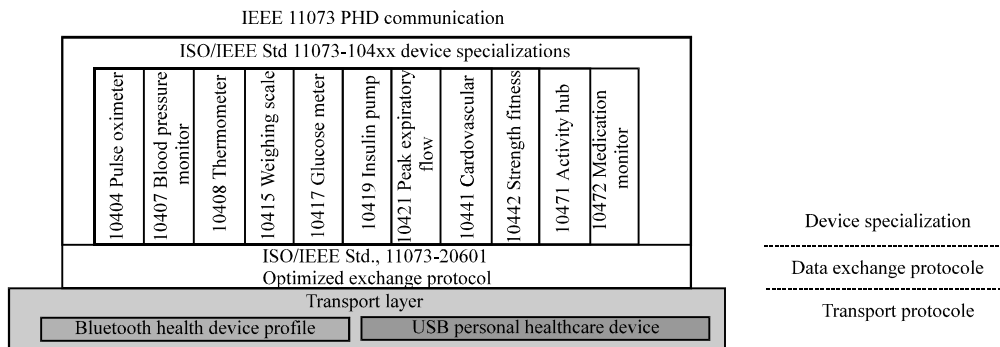 IEEE 11073 PHD communication
ISO/IEEE Std 11073-104xx device specializations
10404 Pulse oximeter
10407 Blood pressure
monitor
10408 Thermometer
10415 Weighing scale
10417 Glucose meter
10419 Insulin pump
10421 Peak expiratory
flow
10441 Cardovascular
10442 Strength fitness
10471 Activity hub
10472 Medication
monitor
ISO/IEEE Std., 11073-20601
Optimized exchange protocol
Transport layer
Bluetooth health device profile
USB personal healthcare device
Device specialization
Data exchange protocole
Transport protocole